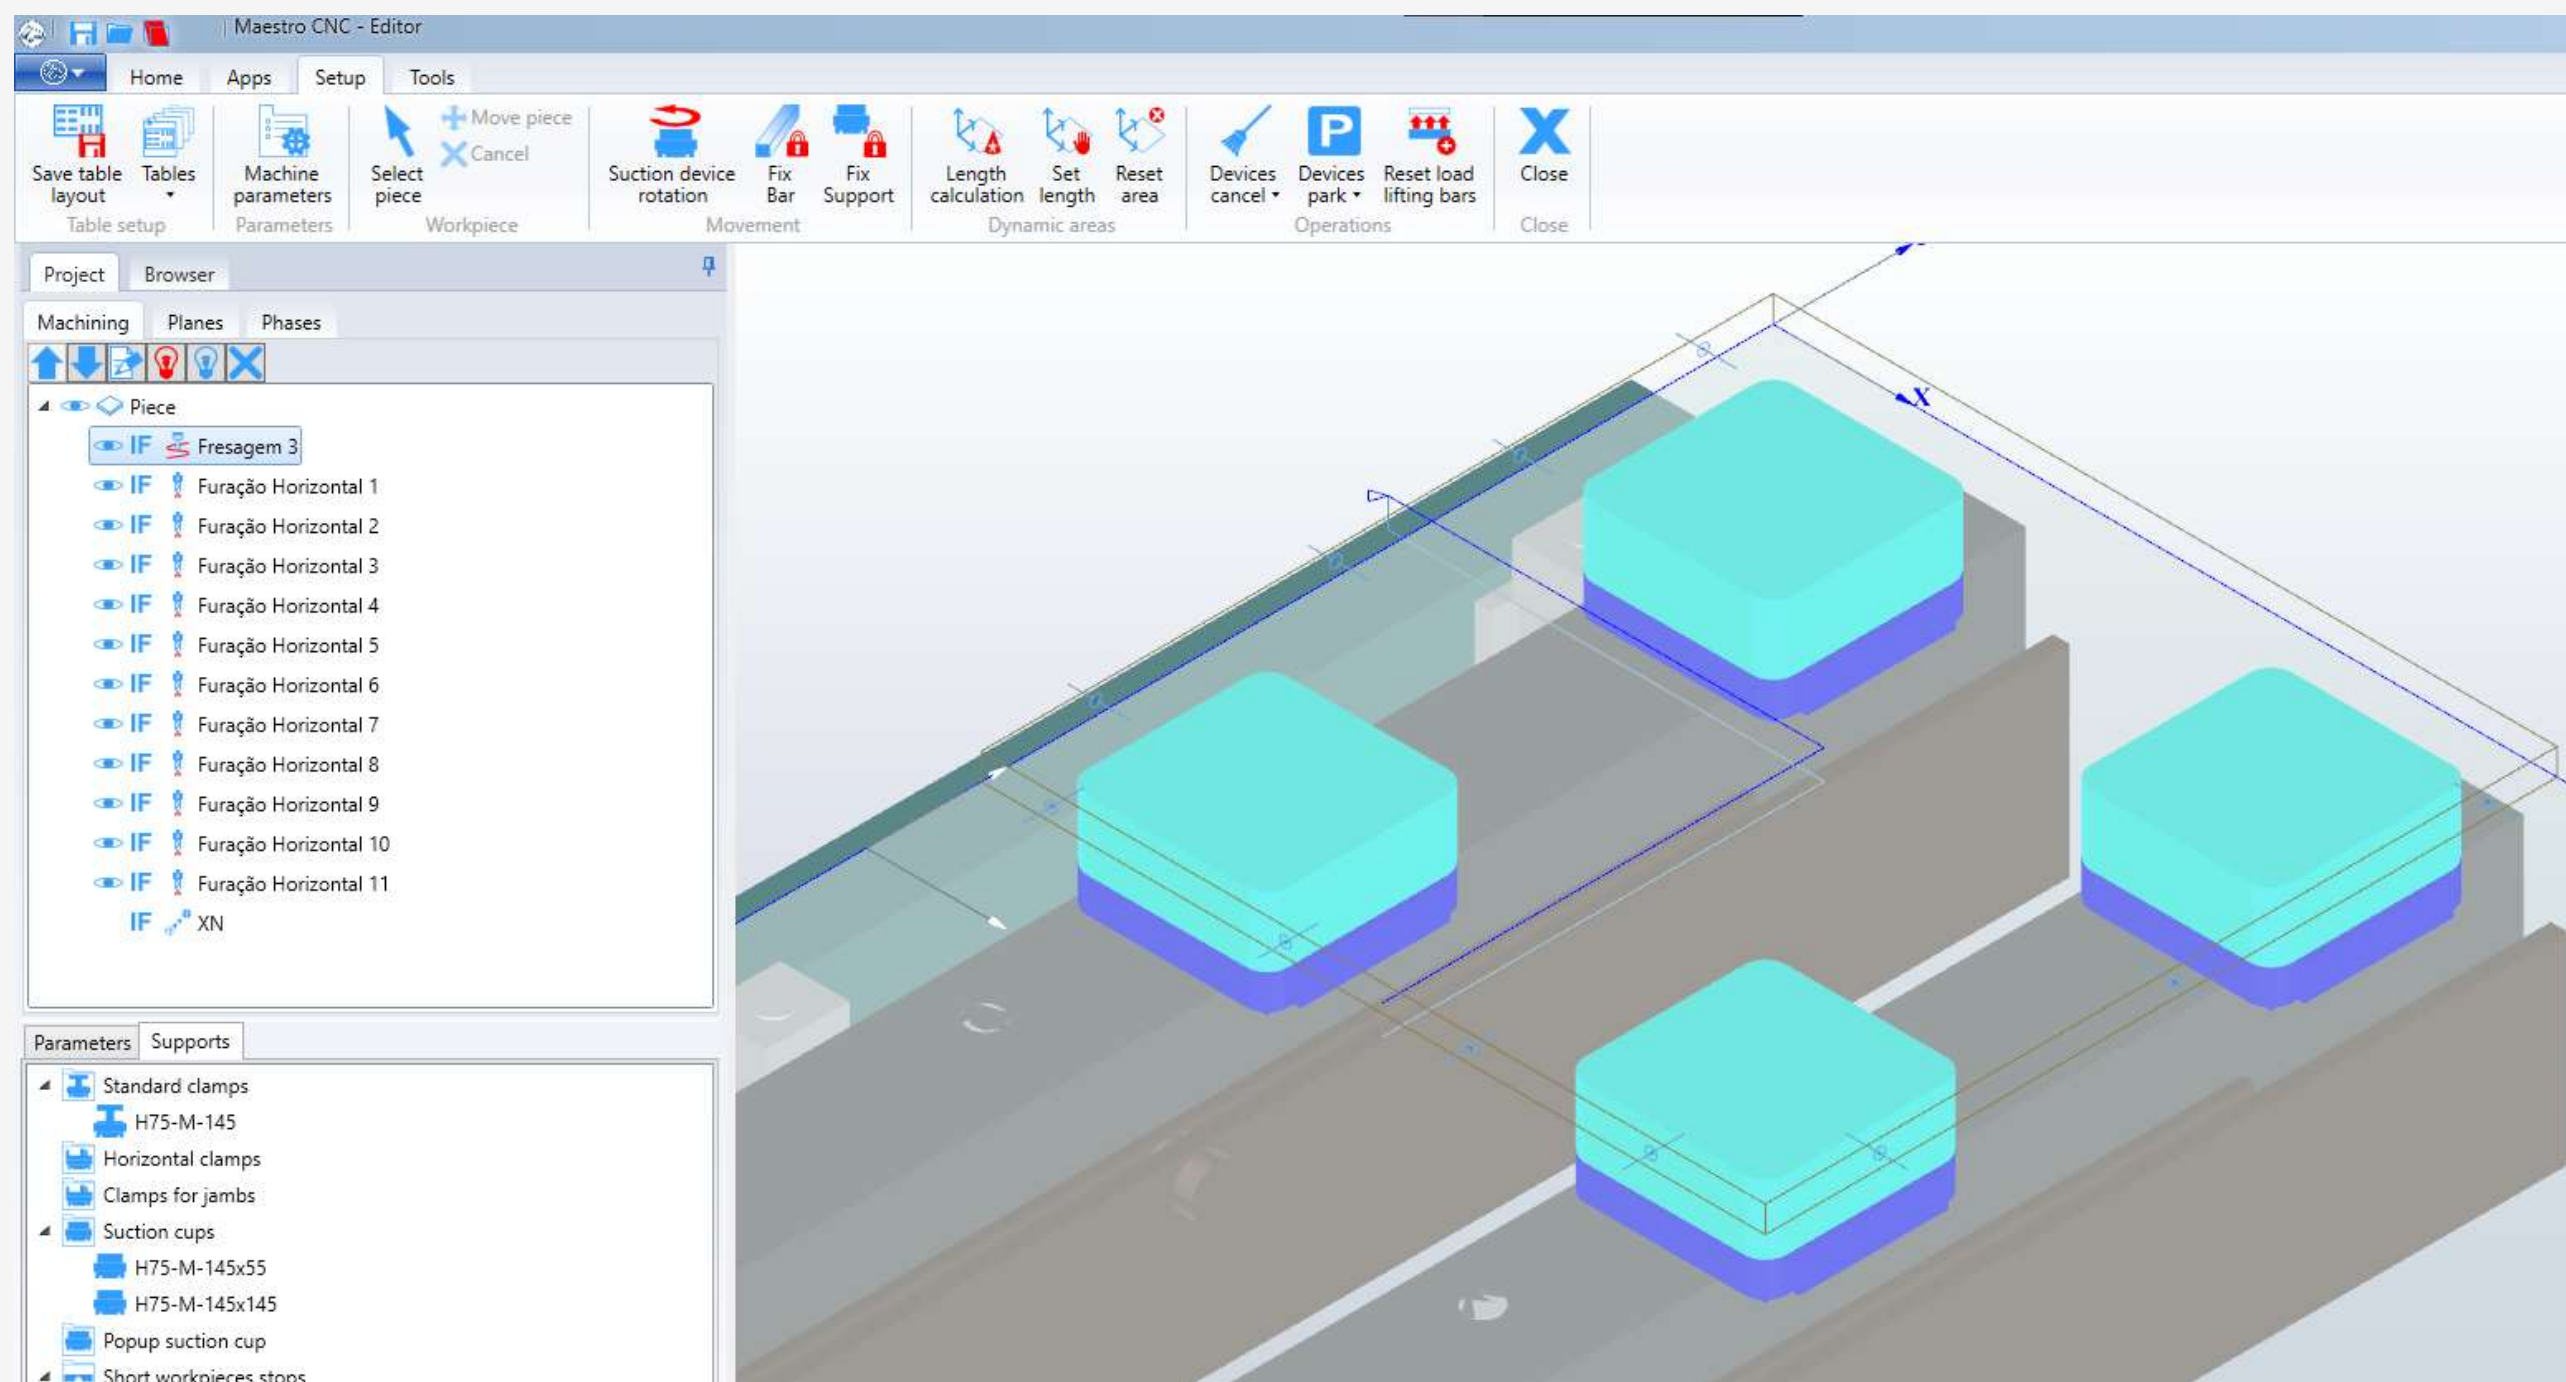 Maestro CNC - Editor
Home Apps Setup Tools
Save table layout
Tables
Table setup
Machine parameters
Parameters
Select piece
Move piece
Cancel
Workpiece
Suction device rotation
Fix Bar
Fix Support
Movement
Length calculation
Set length
Reset area
Dynamic areas
Devices cancel
P
Devices park
Reset load lifting bars
Operations
Close
Close
Project Browser
Machining Planes Phases
Piece
IF Fresagem 3
IF Furação Horizontal 1
IF Furação Horizontal 2
IF Furação Horizontal 3
IF Furação Horizontal 4
IF Furação Horizontal 5
IF Furação Horizontal 6
IF Furação Horizontal 7
IF Furação Horizontal 8
IF Furação Horizontal 9
IF Furação Horizontal 10
IF Furação Horizontal 11
IF XN
Parameters Supports
Standard clamps
H75-M-145
Horizontal clamps
Clamps for jambs
Suction cups
H75-M-145x55
H75-M-145x145
Popup suction cup
Short workpieces stops
X